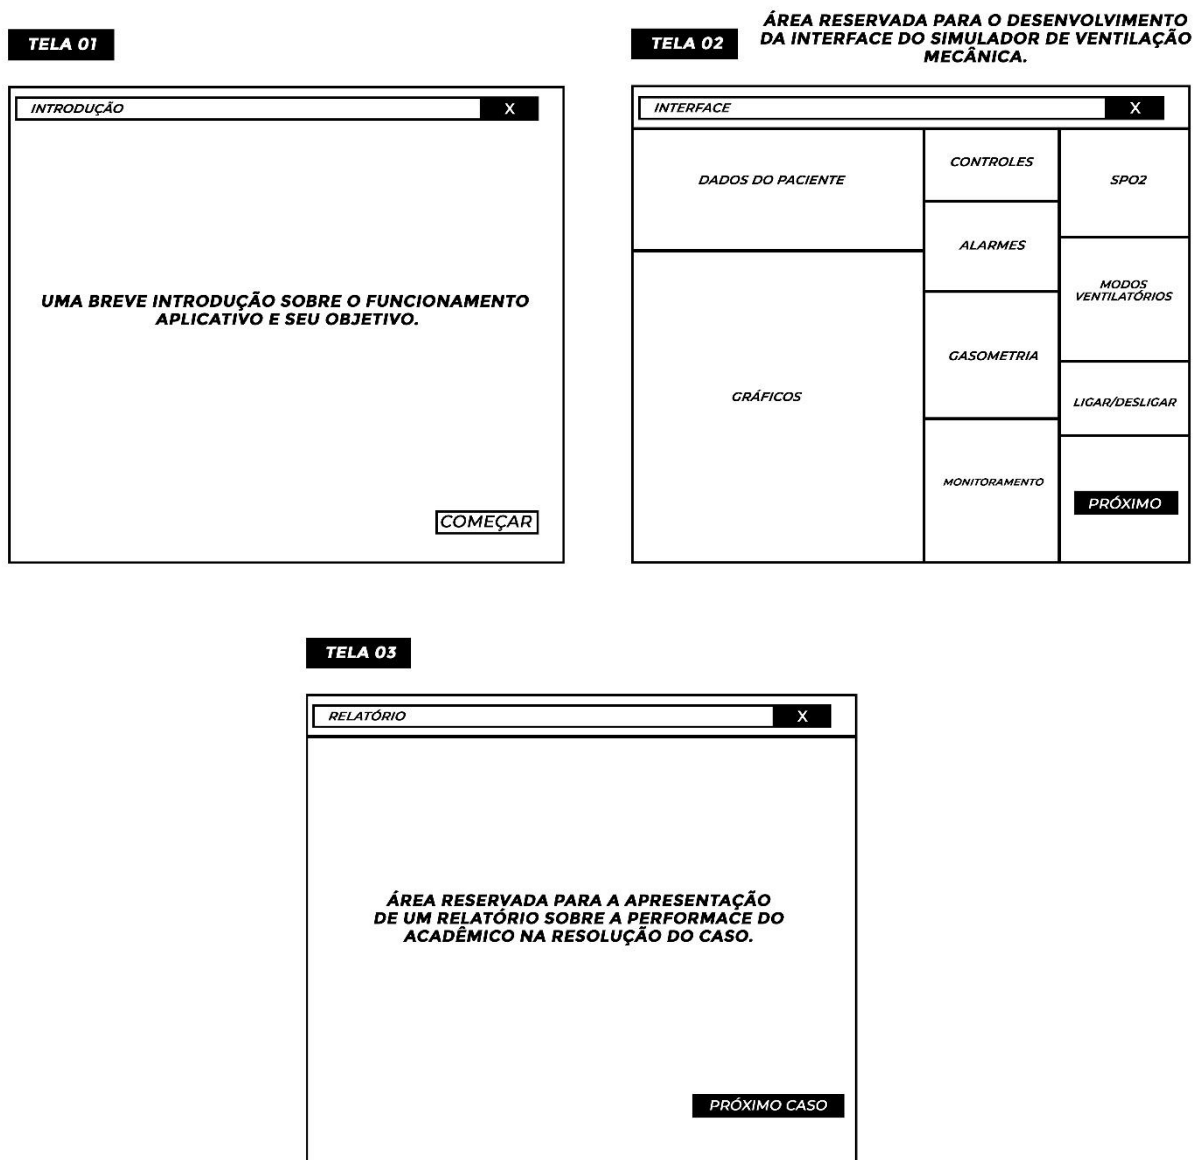 TELA 01
INTRODUÇÃO
X
UMA BREVE INTRODUÇÃO SOBRE O FUNCIONAMENTO
APLICATIVO E SEU OBJETIVO.
COMEÇAR
TELA 02
ÁREA RESERVADA PARA O DESENVOLVIMENTO
DA INTERFACE DO SIMULADOR DE VENTILAÇÃO
MECÂNICA.
INTERFACE
X
DADOS DO PACIENTE
GRÁFICOS
CONTROLES
ALARMES
GASOMETRIA
MONITORAMENTO
SPO2
MODOS
VENTILATÓRIOS
LIGAR/DESLIGAR
PRÓXIMO
TELA 03
RELATÓRIO
X
ÁREA RESERVADA PARA A APRESENTAÇÃO
DE UM RELATÓRIO SOBRE A PERFORMACE DO
ACADÊMICO NA RESOLUÇÃO DO CASO.
PRÓXIMO CASO